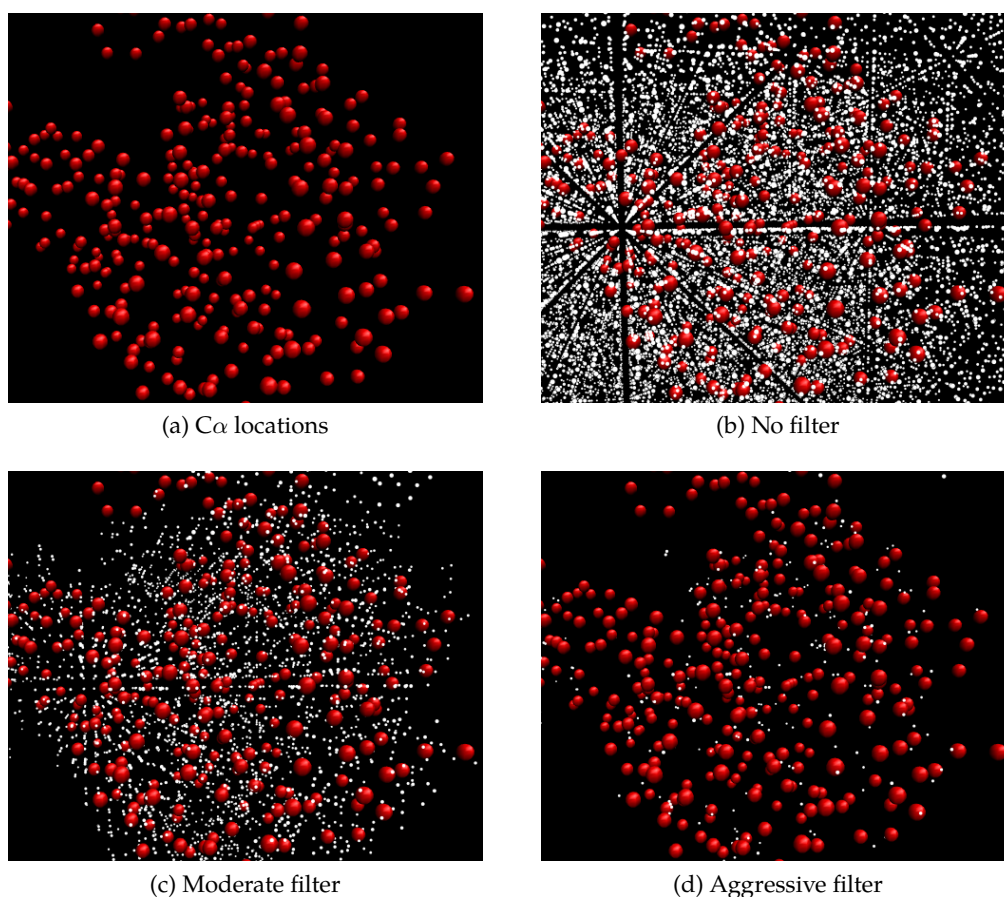 (a) Cα locations
(b) No filter
(c) Moderate filter
(d) Aggressive filter